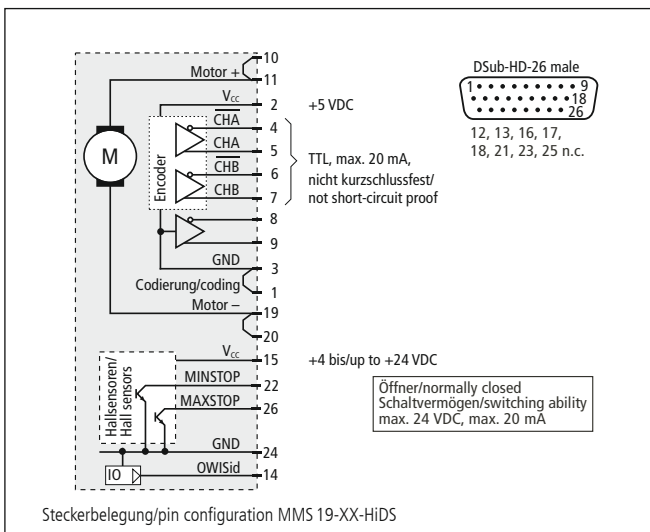 10
Motor +
11
VCC
2
+5 VDC
CHA
4
CHA
5
CHB
6
CHB
7
TTL, max. 20 mA,
nicht kurzschlussfest/
not short-circuit proof
M
Encoder
8
9
GND
3
Codierung/coding
1
Motor –
19
20
VCC
15
+4 bis/up to +24 VDC
Hallsensoren/
Hall sensors
MINSTOP
22
MAXSTOP
26
GND
24
IO
OWISid
14
DSub-HD-26 male
1
9
18
26
12, 13, 16, 17,
18, 21, 23, 25 n.c.
Öffner/normally closed
Schaltvermögen/switching ability
max. 24 VDC, max. 20 mA
Steckerbelegung/pin configuration MMS 19-XX-HiDS